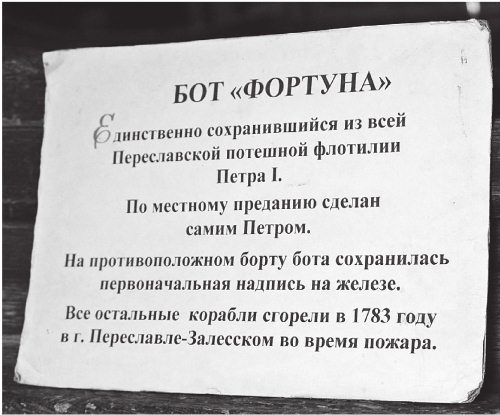 БОТ «ФОРТУНА»
Единственно сохранившийся из всей
Переславской потешной флотилии
Петра I.
По местному преданию сделан
самим Петром.
На противоположном борту бота сохранилась
первоначальная надпись на железе.
Все остальные корабли сгорели в 1783 году
в г. Переславле-Залесском во время пожара.